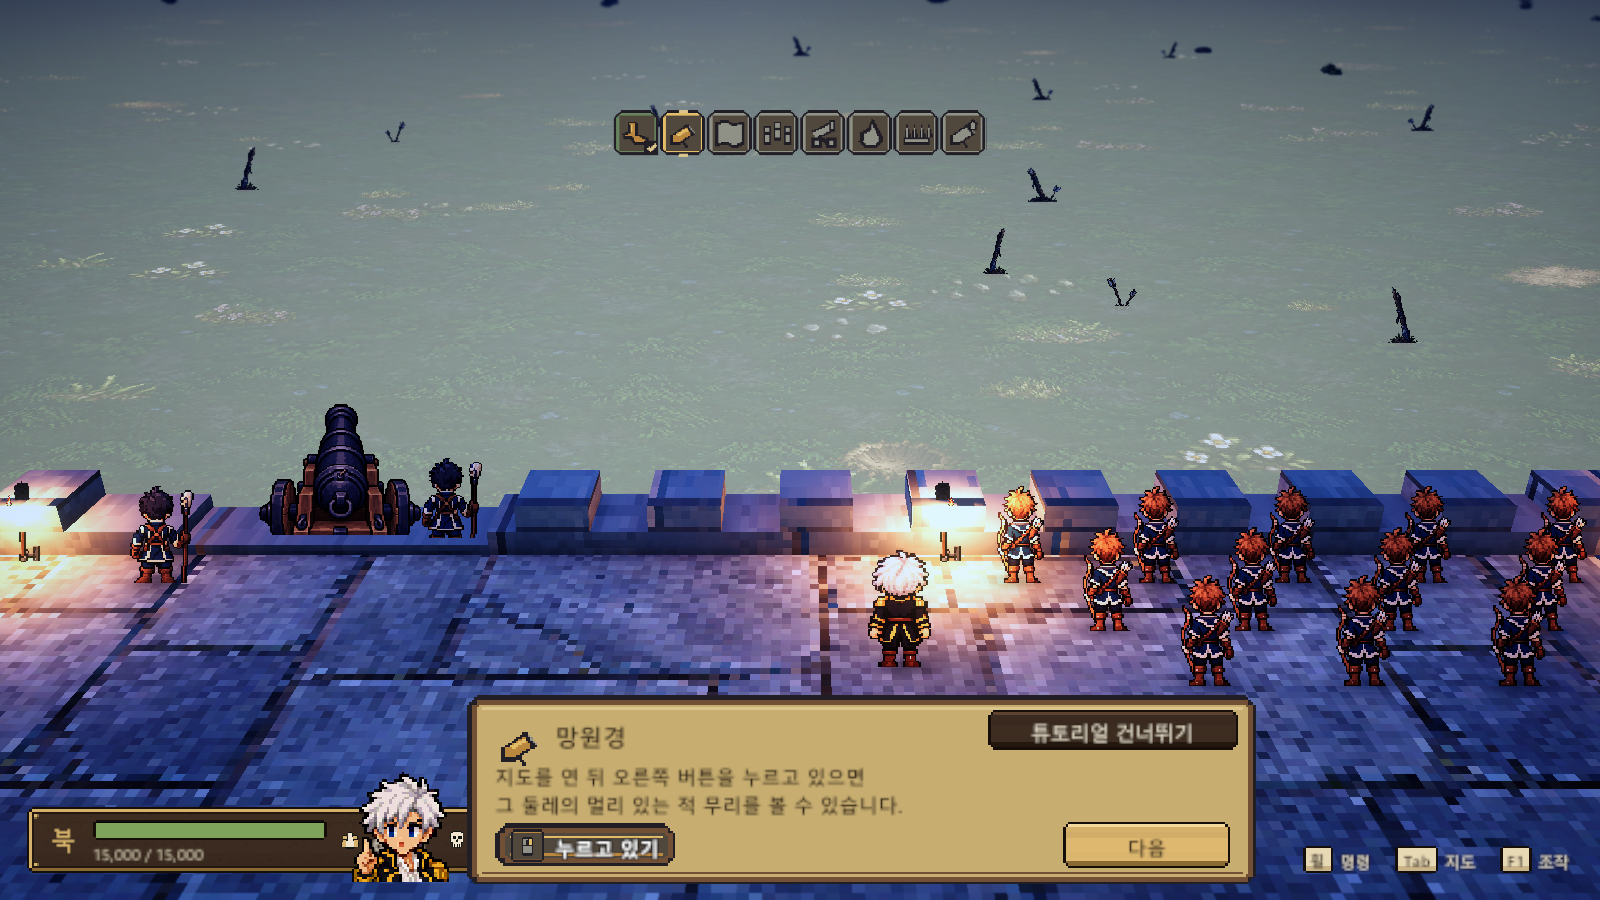 망원경
튜토리얼 건너뛰기
지도를 연 뒤 오른쪽 버튼을 누르고 있으면
그 둘레의 멀리 있는 적 무리를 볼 수 있습니다.
누르고 있기
다음
북
15,000 / 15,000
휠 명령
Tab 지도
F1 조작